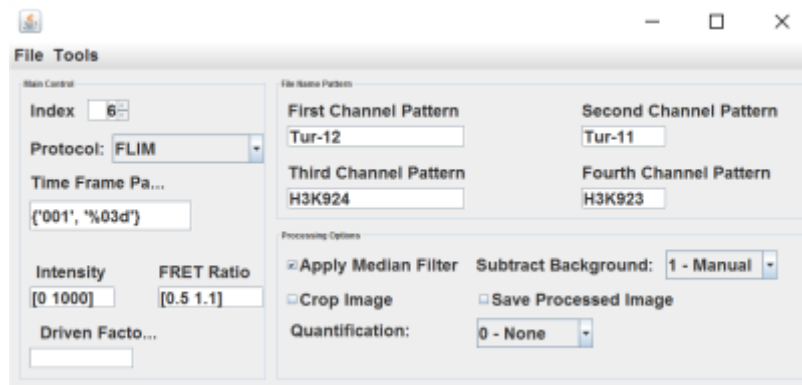 File Tools
Main Control
Index 6
Protocol: FLIM
Time Frame Pa...
{'001', '%03d'}
Intensity FRET Ratio
[0 1000] [0.5 1.1]
Driven Facto...
File Name Pattern
First Channel Pattern Second Channel Pattern
Tur-12 Tur-11
Third Channel Pattern Fourth Channel Pattern
H3K924 H3K923
Processing Options
Apply Median Filter Subtract Background: 1 - Manual
Crop Image Save Processed Image
Quantification: 0 - None